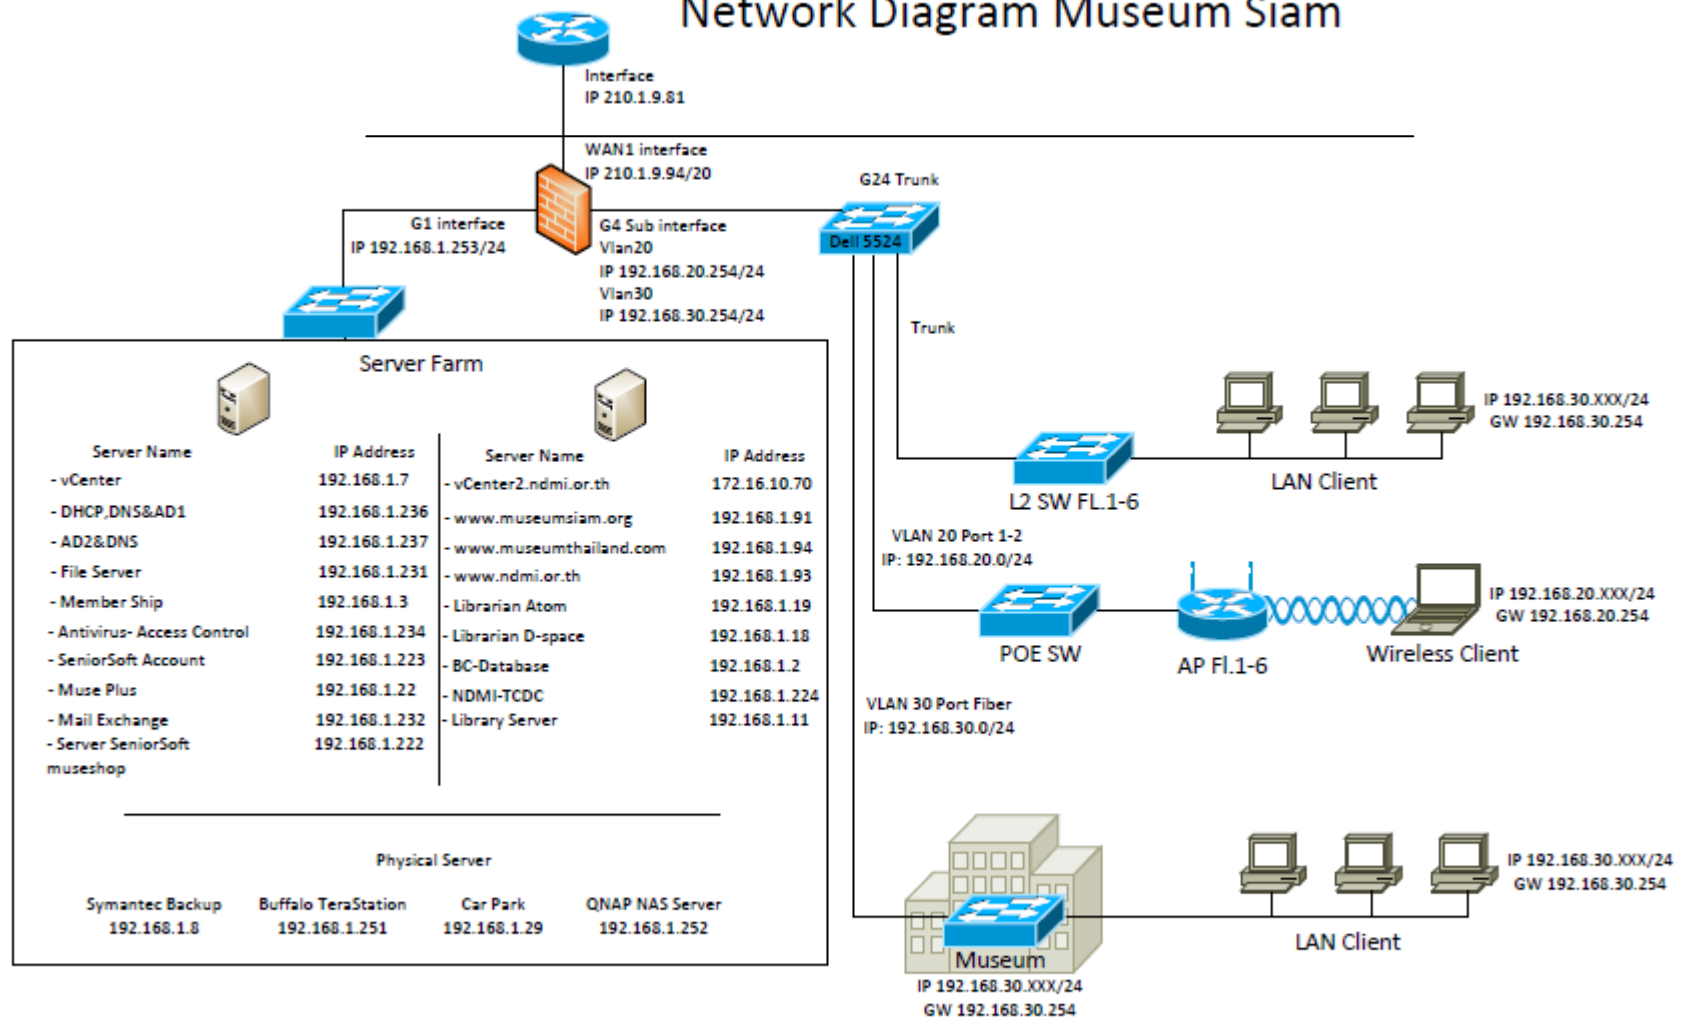 Network Diagram Museum Siam
Interface
IP 210.1.9.81
WAN1 interface
IP 210.1.9.94/20
G24 Trunk
G1 interface
IP 192.168.1.253/24
G4 Sub interface
Vlan20
IP 192.168.20.254/24
Vlan30
IP 192.168.30.254/24
Dell 5524
Trunk
Server Farm
Server Name IP Address
- vCenter 192.168.1.7
- DHCP,DNS&AD1 192.168.1.236
- AD2&DNS 192.168.1.237
- File Server 192.168.1.231
- Member Ship 192.168.1.3
- Antivirus- Access Control 192.168.1.234
- SeniorSoft Account 192.168.1.223
- Muse Plus 192.168.1.22
- Mail Exchange 192.168.1.232
- Server SeniorSoft 192.168.1.222
museshop
Server Name IP Address
- vCenter2.ndmi.or.th 172.16.10.70
- www.museumsiam.org 192.168.1.91
- www.museumthailand.com 192.168.1.94
- www.ndmi.or.th 192.168.1.93
- Librarian Atom 192.168.1.19
- Librarian D-space 192.168.1.18
- BC-Database 192.168.1.2
- NDMI-TCDC 192.168.1.224
- Library Server 192.168.1.11
Physical Server
Symantec Backup Buffalo TeraStation Car Park QNAP NAS Server
192.168.1.8 192.168.1.251 192.168.1.29 192.168.1.252
IP 192.168.30.XXX/24
GW 192.168.30.254
LAN Client
L2 SW FL.1-6
VLAN 20 Port 1-2
IP: 192.168.20.0/24
IP 192.168.20.XXX/24
GW 192.168.20.254
POE SW
AP Fl.1-6
Wireless Client
VLAN 30 Port Fiber
IP: 192.168.30.0/24
IP 192.168.30.XXX/24
GW 192.168.30.254
LAN Client
Museum
IP 192.168.30.XXX/24
GW 192.168.30.254